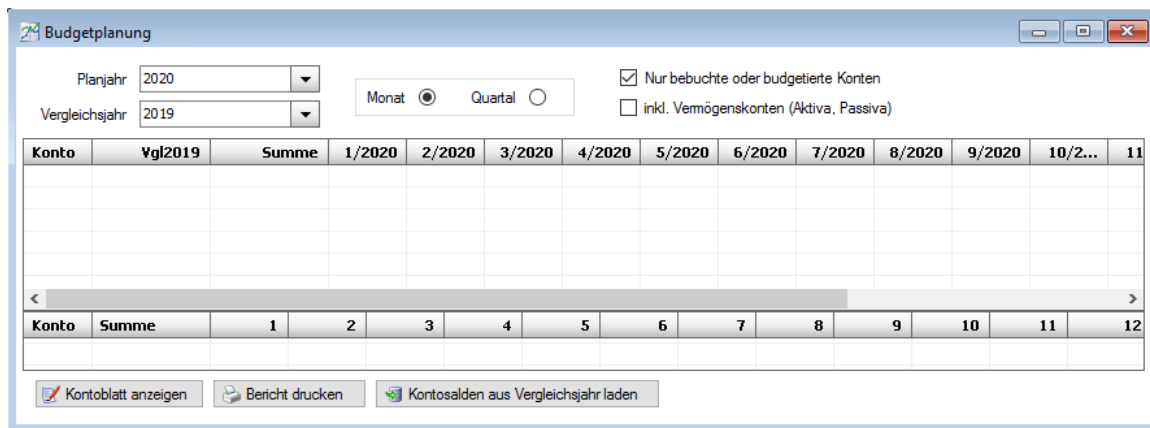 Budgetplanung
Planjahr 2020
Vergleichsjahr 2019
Monat Quartal
Nur bebuchte oder budgetierte Konten
inkl. Vermögenskonten (Aktiva, Passiva)
Konto Vgl2019 Summe 1/2020 2/2020 3/2020 4/2020 5/2020 6/2020 7/2020 8/2020 9/2020 10/2... 11
Konto Summe 1 2 3 4 5 6 7 8 9 10 11 12
Kontoblatt anzeigen Bericht drucken Kontosalden aus Vergleichsjahr laden